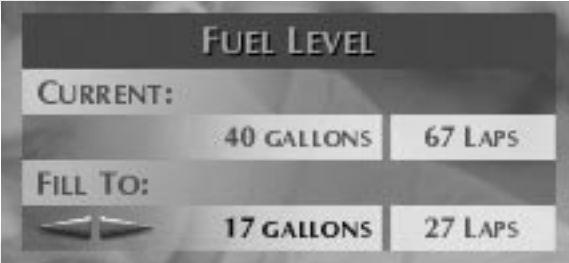 FUEL LEVEL
CURRENT:
40 GALLONS 67 LAPS
FILL TO:
17 GALLONS 27 LAPS